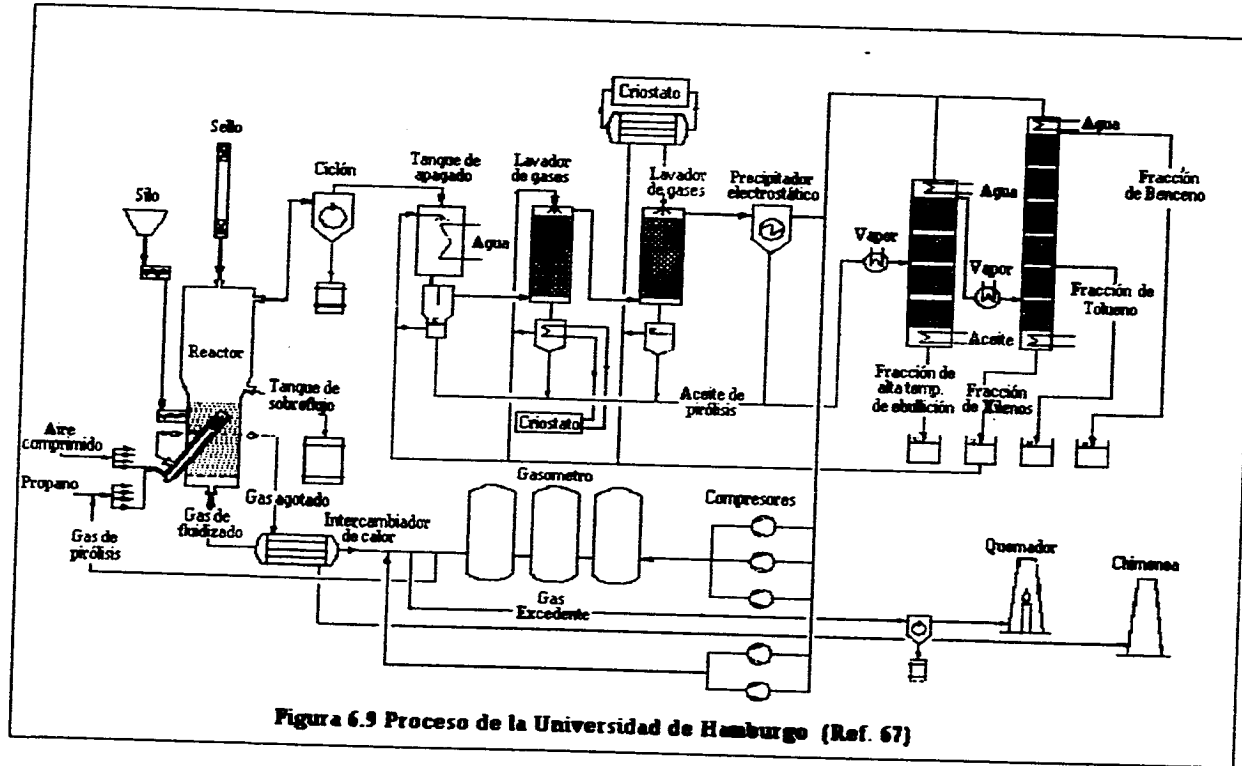 Criostato
Sello
Ciclón
Tanque de
apagado
Lavador
de gases
Lavador
de gases
Precipitador
electrostático
Agua
Fracción
de Benceno
Silo
Agua
Agua
Vapor
Vapor
Fracción de
Tolueno
Reactor
Aceite
Tanque de
sobreflujo
Fracción de
alta temp.
de ebullición
Fracción
de Xilenos
Aceite de
pirólisis
Criostato
Aire
comprimido
Propano
Gas de
pirólisis
Gas de
fluidizado
Gas agotado
Intercambiador
de calor
Gasometro
Compresores
Gas
Excedente
Quemador
Chimenea
Figura 6.9 Proceso de la Universidad de Hamburgo (Ref. 67)